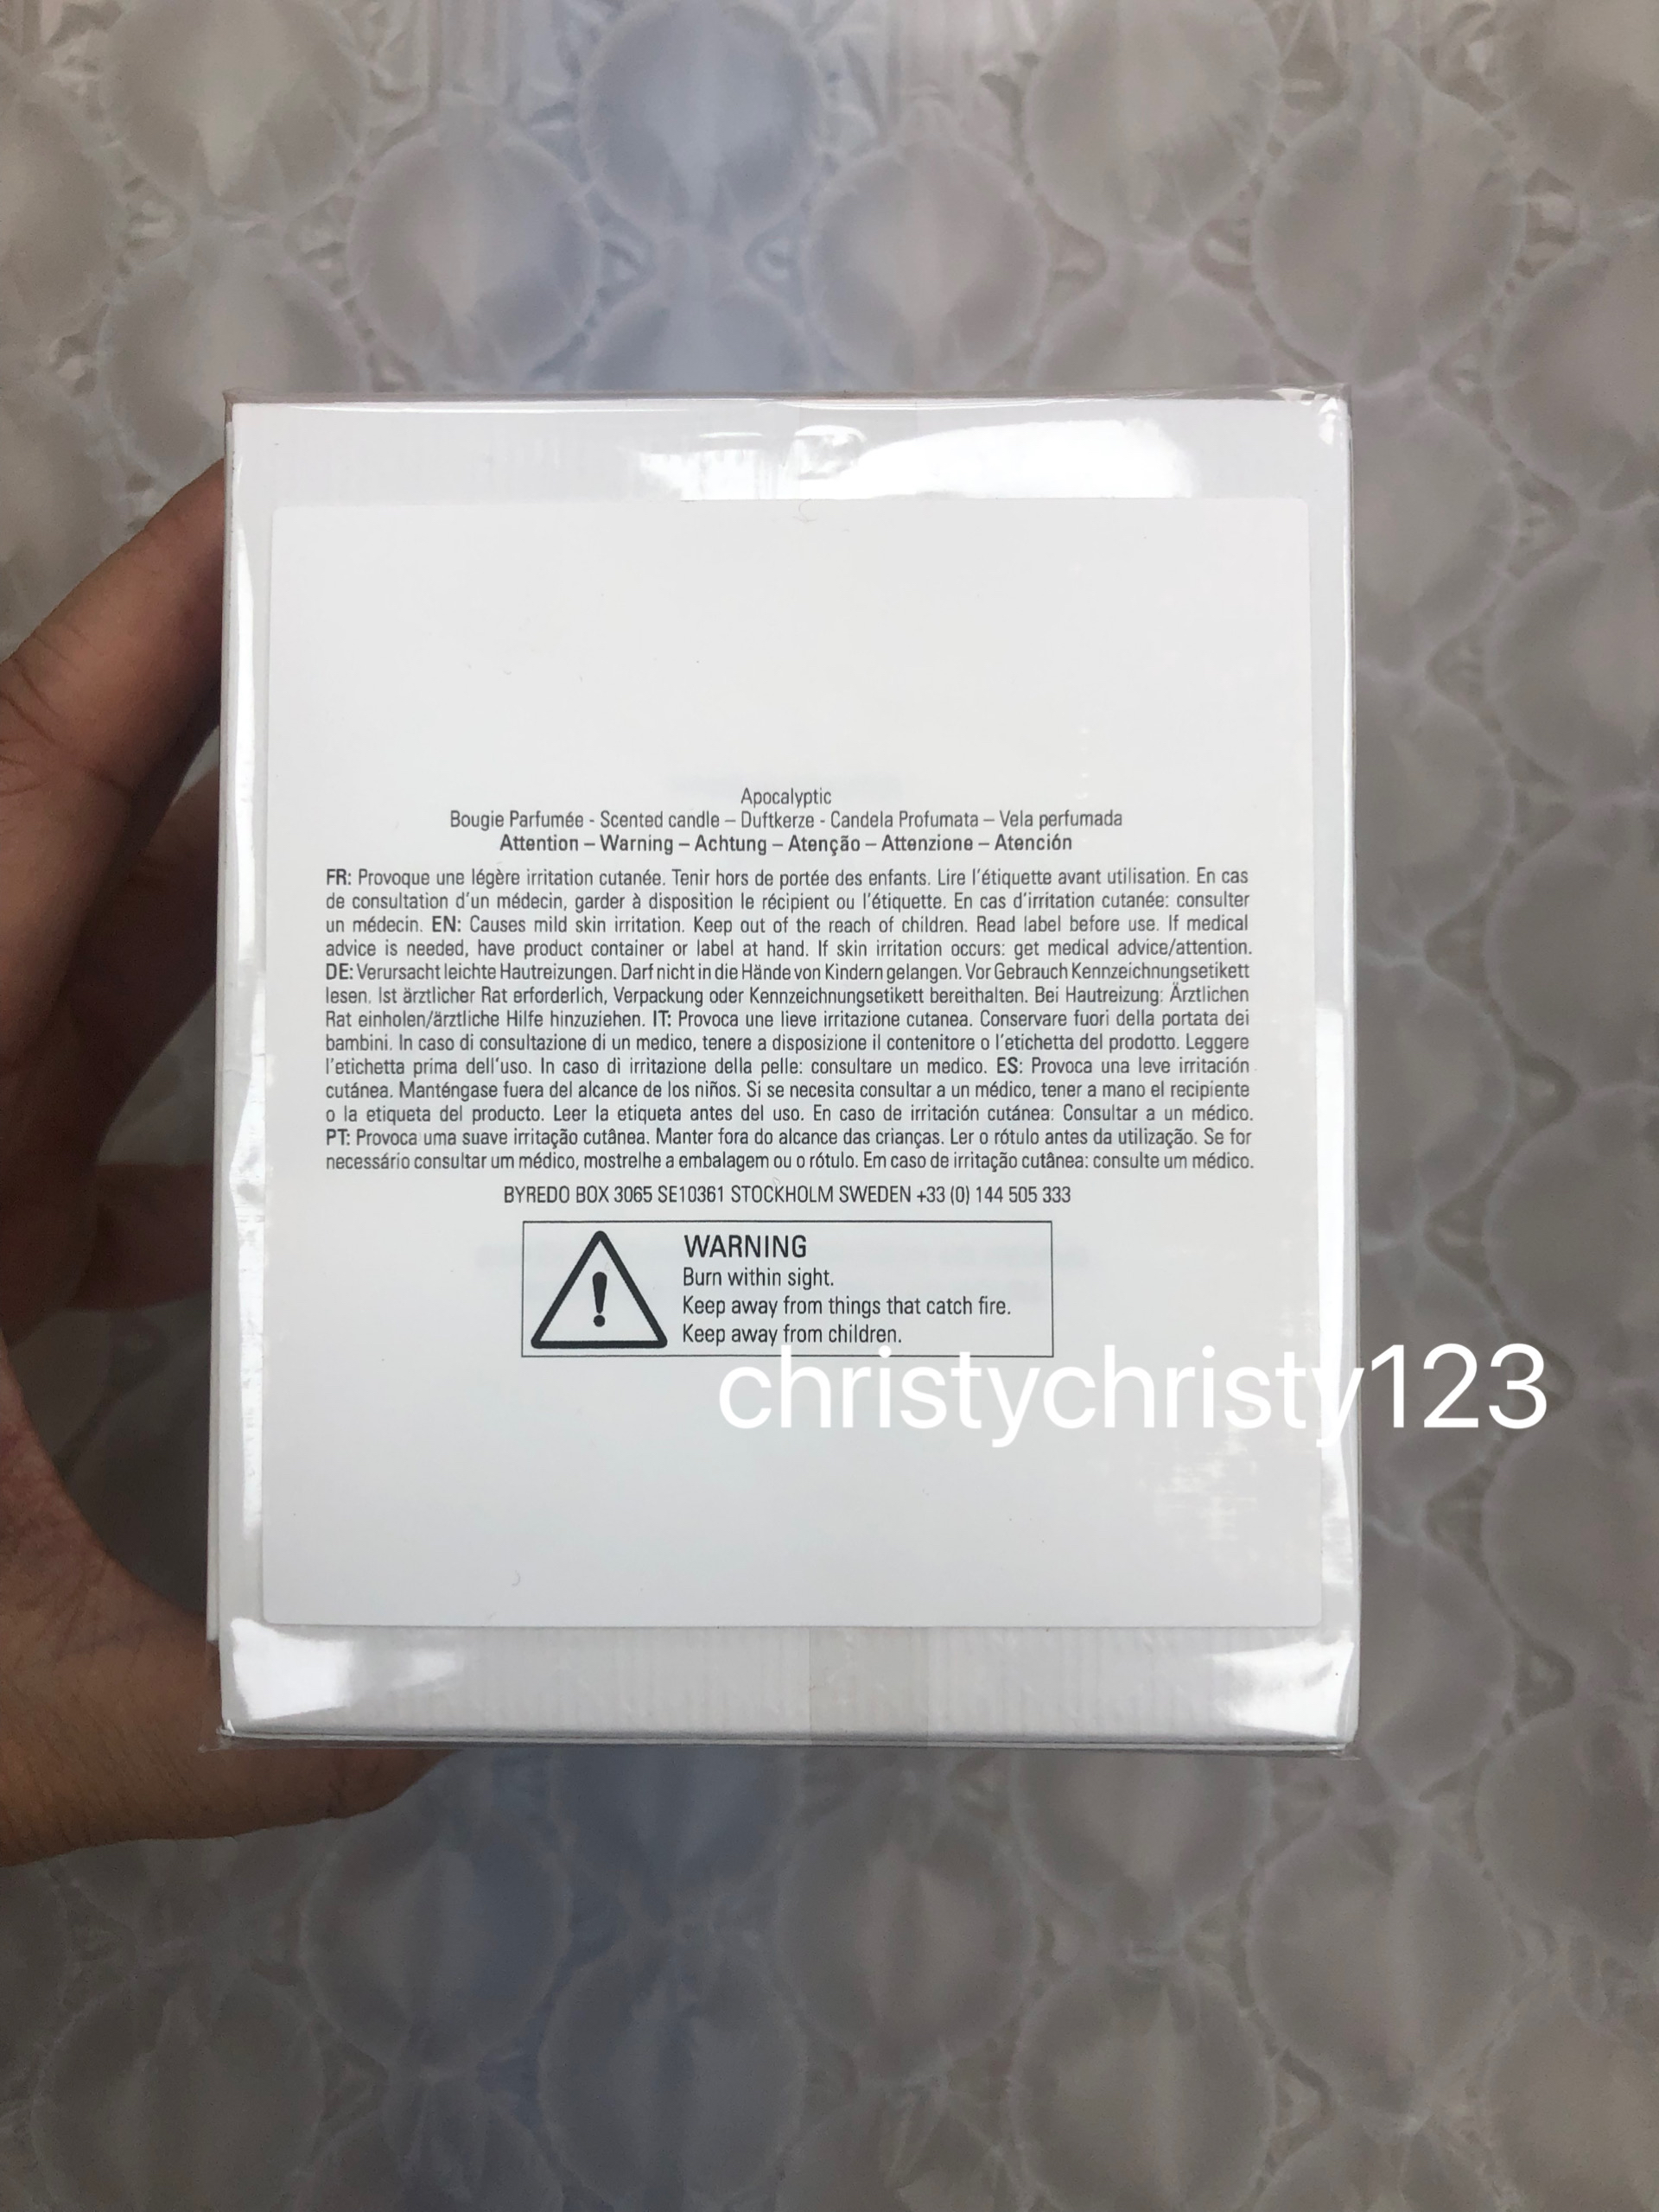 Apocalyptic
Bougie Parfumée - Scented candle – Duftkerze - Candela Profumata – Vela perfumada
Attention – Warning – Achtung – Atenção – Attenzione – Atención
FR: Provoque une légère irritation cutanée. Tenir hors de portée des enfants. Lire l'étiquette avant utilisation. En cas
de consultation d'un médecin, garder à disposition le récipient ou l'étiquette. En cas d'irritation cutanée: consulter
un médecin. EN: Causes mild skin irritation. Keep out of the reach of children. Read label before use. If medical
advice is needed, have product container or label at hand. If skin irritation occurs: get medical advice/attention.
DE: Verursacht leichte Hautreizungen. Darf nicht in die Hände von Kindern gelangen. Vor Gebrauch Kennzeichnungsetikett
lesen. Ist ärztlicher Rat erforderlich, Verpackung oder Kennzeichnungsetikett bereithalten. Bei Hautreizung: Ärztlichen
Rat einholen/ärztliche Hilfe hinzuziehen. IT: Provoca une lieve irritazione cutanea. Conservare fuori della portata dei
bambini. In caso di consultazione di un medico, tenere a disposizione il contenitore o l'etichetta del prodotto. Leggere
l'etichetta prima dell'uso. In caso di irritazione della pelle: consultare un medico. ES: Provoca una leve irritación
cutánea. Manténgase fuera del alcance de los niños. Si se necesita consultar a un médico, tener a mano el recipiente
o la etiqueta del producto. Leer la etiqueta antes del uso. En caso de irritación cutánea: Consultar a un médico.
PT: Provoca uma suave irritação cutânea. Manter fora do alcance das crianças. Ler o rótulo antes da utilização. Se for
necessário consultar um médico, mostrelhe a embalagem ou o rótulo. Em caso de irritação cutânea: consulte um médico.
BYREDO BOX 3065 SE10361 STOCKHOLM SWEDEN +33 (0) 144 505 333
WARNING
Burn within sight.
Keep away from things that catch fire.
Keep away from children.
christychristy123